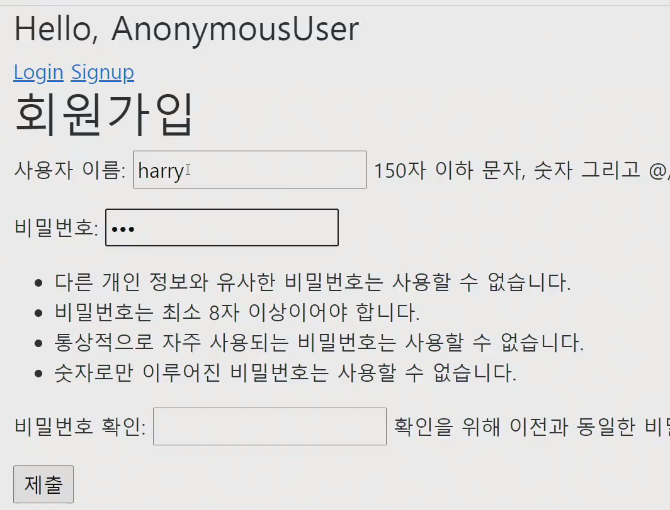 Hello, AnonymousUser
Login Signup
회원가입
사용자 이름: harry 150자 이하 문자, 숫자 그리고 @/
비밀번호: •••
• 다른 개인 정보와 유사한 비밀번호는 사용할 수 없습니다.
• 비밀번호는 최소 8자 이상이어야 합니다.
• 통상적으로 자주 사용되는 비밀번호는 사용할 수 없습니다.
• 숫자로만 이루어진 비밀번호는 사용할 수 없습니다.
비밀번호 확인: 확인을 위해 이전과 동일한 비
제출